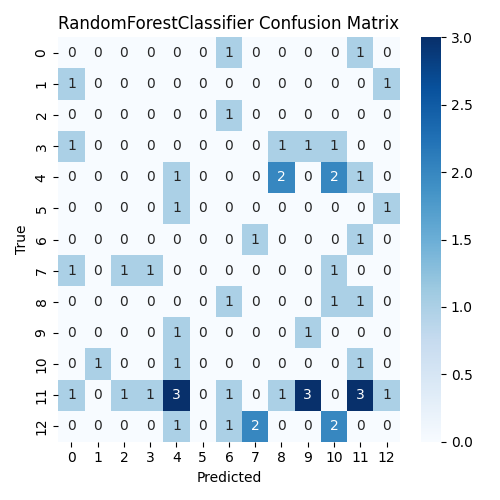 RandomForestClassifier Confusion Matrix
0 0 0 0 0 0 0 1 0 0 0 0 1 0
1 1 0 0 0 0 0 0 0 0 0 0 0 1
2 0 0 0 0 0 0 1 0 0 0 0 0 0
3 1 0 0 0 0 0 0 0 1 1 1 0 0
4 0 0 0 0 1 0 0 0 2 0 2 1 0
5 0 0 0 0 1 0 0 0 0 0 0 0 1
6 0 0 0 0 0 0 0 1 0 0 0 1 0
7 1 0 1 1 0 0 0 0 0 0 1 0 0
8 0 0 0 0 0 0 1 0 0 0 1 1 0
9 0 0 0 0 1 0 0 0 0 1 0 0 0
10 0 1 0 0 1 0 0 0 0 0 0 1 0
11 1 0 1 1 3 0 1 0 1 3 0 3 1
12 0 0 0 0 1 0 1 2 0 0 2 0 0
0 1 2 3 4 5 6 7 8 9 10 11 12
Predicted
True
3.0
2.5
2.0
1.5
1.0
0.5
0.0